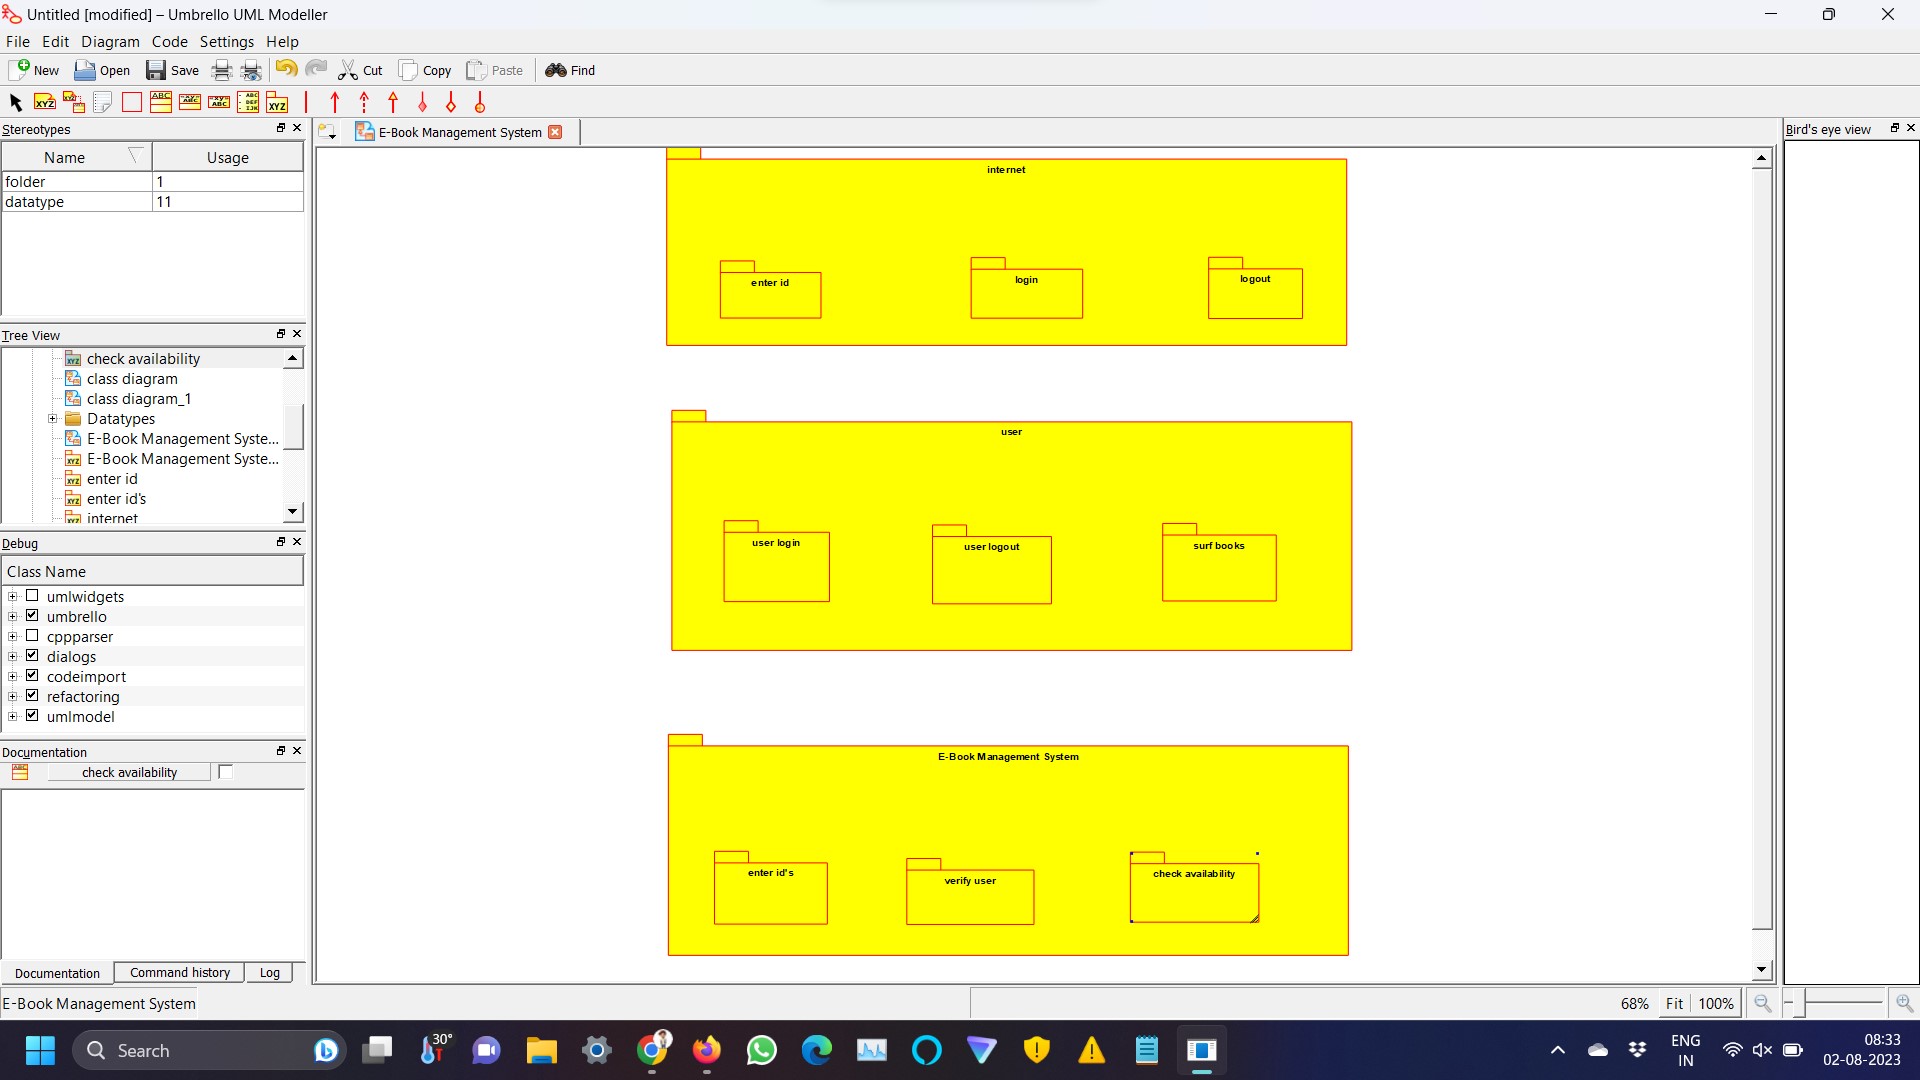 Untitled [modified] – Umbrello UML Modeller
File Edit Diagram Code Settings Help
New Open Save Cut Copy Paste Find
XYZ ABC
Stereotypes
Name Usage
folder 1
datatype 11
Tree View
check availability
class diagram
class diagram_1
Datatypes
E-Book Management Syste...
E-Book Management Syste...
enter id
enter id's
internet
Debug
Class Name
umlwidgets
umbrello
cppparser
dialogs
codeimport
refactoring
umlmodel
Documentation
check availability
Documentation Command history Log
E-Book Management System
E-Book Management System
internet
enter id
login
logout
user
user login
user logout
surf books
E-Book Management System
enter id's
verify user
check availability
Bird's eye view
68% Fit 100%
Search
30°
ENG
IN
08:33
02-08-2023